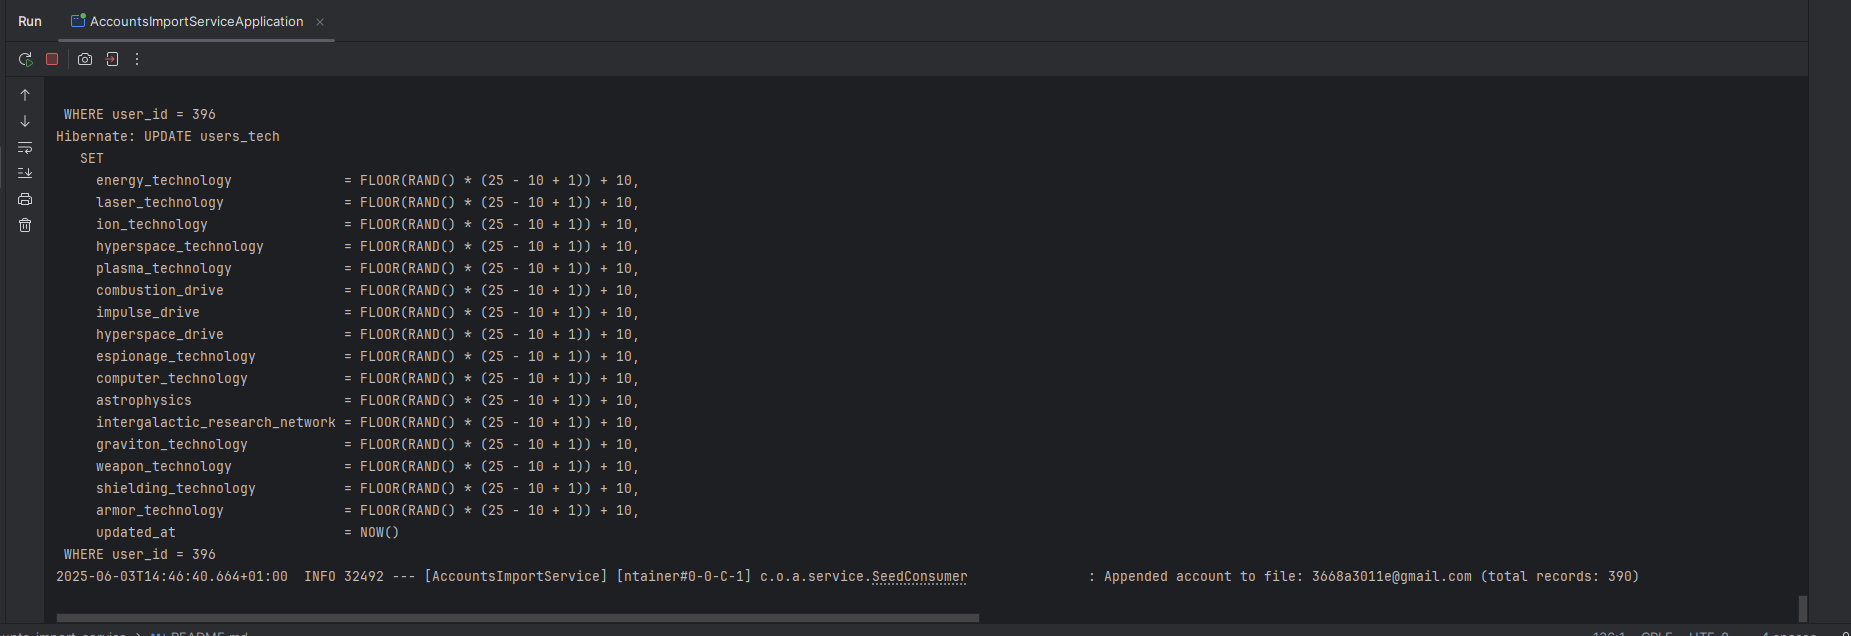 Run AccountsImportServiceApplication
WHERE user_id = 396
Hibernate: UPDATE users_tech
SET
energy_technology = FLOOR(RAND() * (25 - 10 + 1)) + 10,
laser_technology = FLOOR(RAND() * (25 - 10 + 1)) + 10,
ion_technology = FLOOR(RAND() * (25 - 10 + 1)) + 10,
hyperspace_technology = FLOOR(RAND() * (25 - 10 + 1)) + 10,
plasma_technology = FLOOR(RAND() * (25 - 10 + 1)) + 10,
combustion_drive = FLOOR(RAND() * (25 - 10 + 1)) + 10,
impulse_drive = FLOOR(RAND() * (25 - 10 + 1)) + 10,
hyperspace_drive = FLOOR(RAND() * (25 - 10 + 1)) + 10,
espionage_technology = FLOOR(RAND() * (25 - 10 + 1)) + 10,
computer_technology = FLOOR(RAND() * (25 - 10 + 1)) + 10,
astrophysics = FLOOR(RAND() * (25 - 10 + 1)) + 10,
intergalactic_research_network = FLOOR(RAND() * (25 - 10 + 1)) + 10,
graviton_technology = FLOOR(RAND() * (25 - 10 + 1)) + 10,
weapon_technology = FLOOR(RAND() * (25 - 10 + 1)) + 10,
shielding_technology = FLOOR(RAND() * (25 - 10 + 1)) + 10,
armor_technology = FLOOR(RAND() * (25 - 10 + 1)) + 10,
updated_at = NOW()
WHERE user_id = 396
2025-06-03T14:46:40.664+01:00 INFO 32492 --- [AccountsImportService] [ntainer#0-0-C-1] c.o.a.service.SeedConsumer : Appended account to file: 3668a3011e@gmail.com (total records: 390)